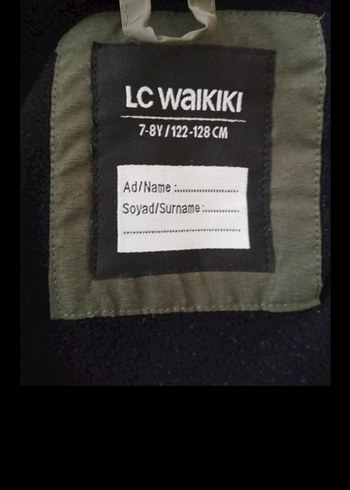 LC WAIKIKI
7-8Y/122-128 CM
Ad/Name :......................
Soyad/Surname:............
.......................................